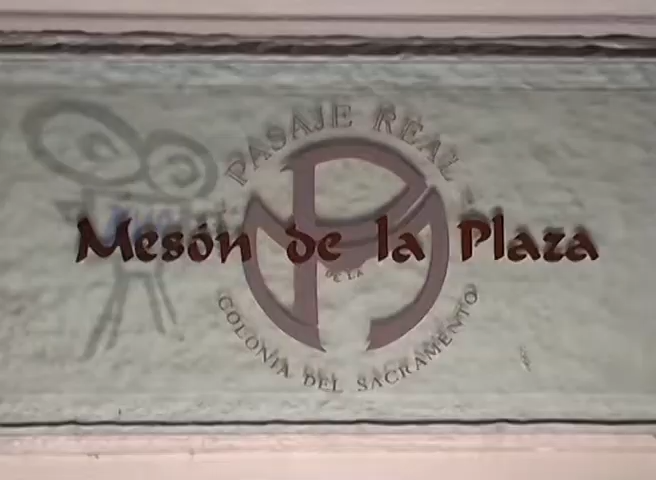 PASAJE REAL
Mesón de la Plaza
DE LA
COLONIA DEL SACRAMENTO